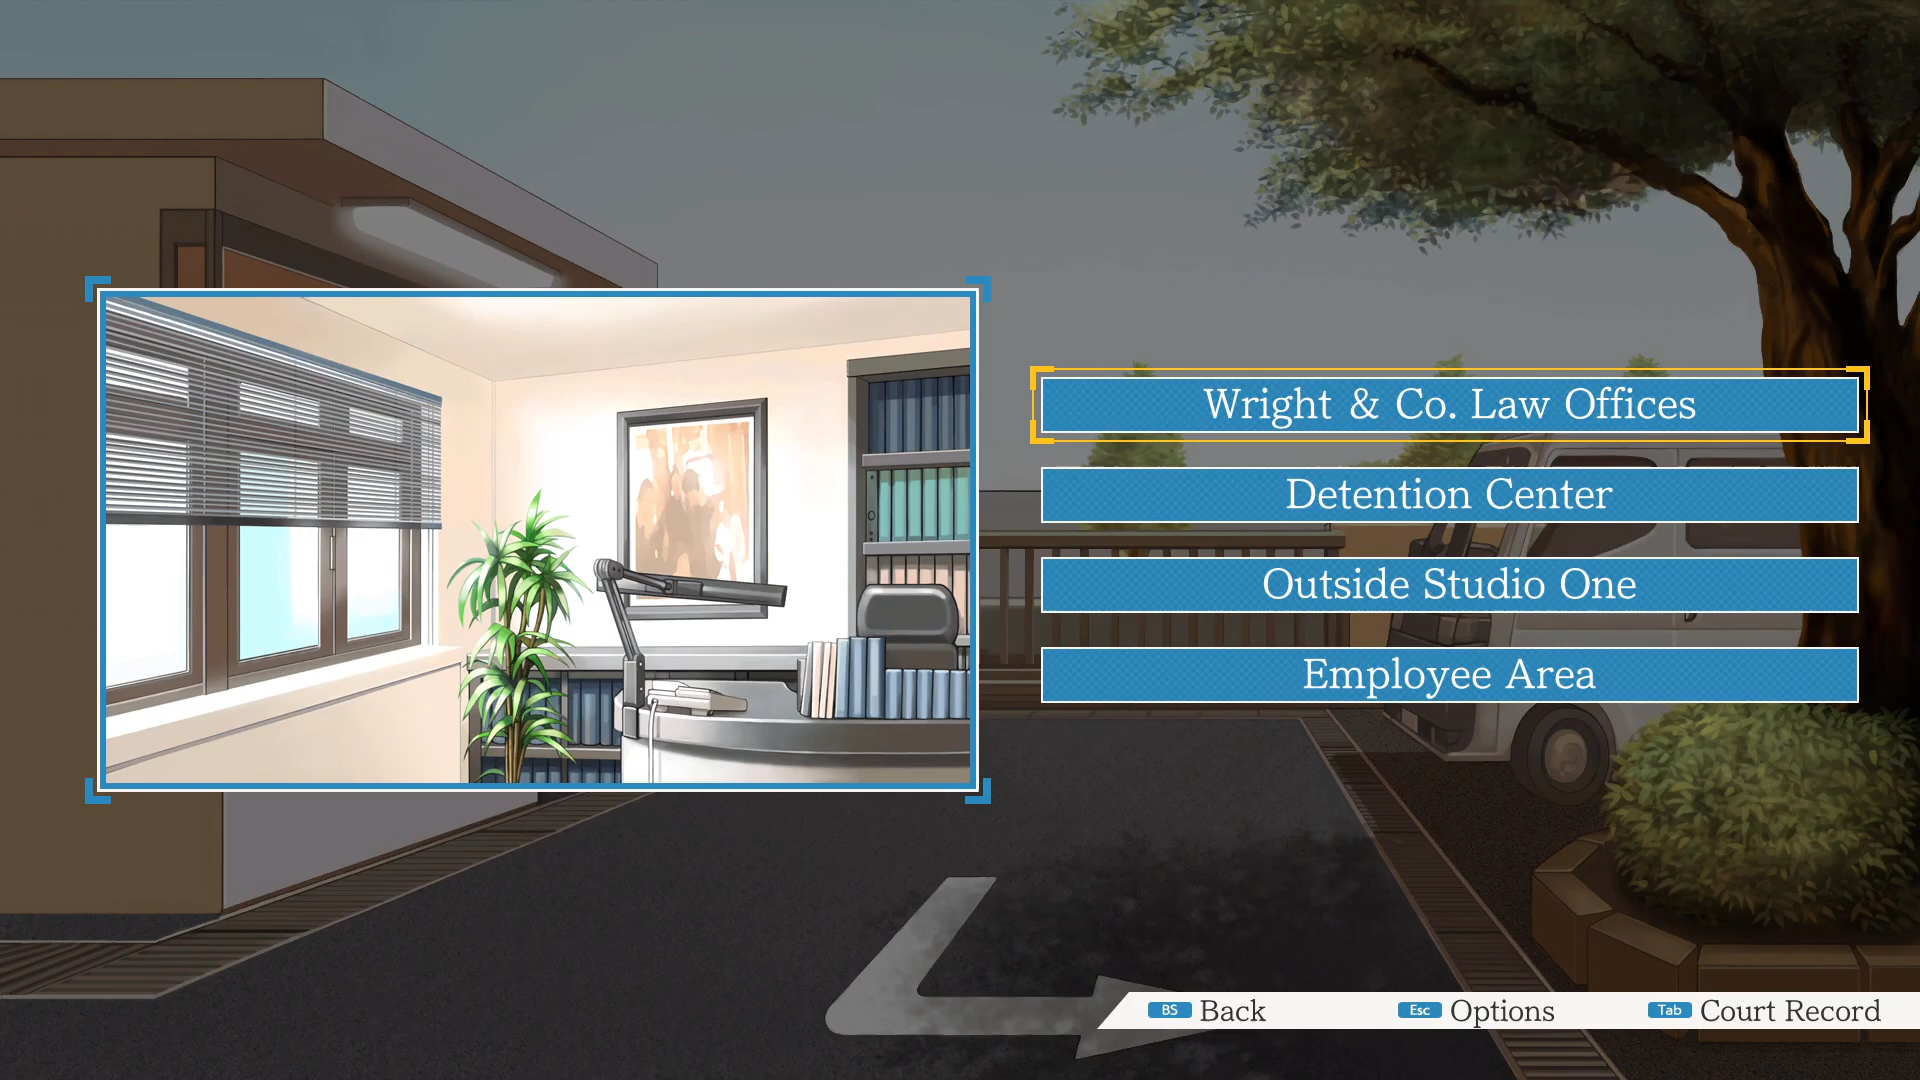 Wright & Co. Law Offices
Detention Center
Outside Studio One
Employee Area
BS Back Esc Options Tab Court Record